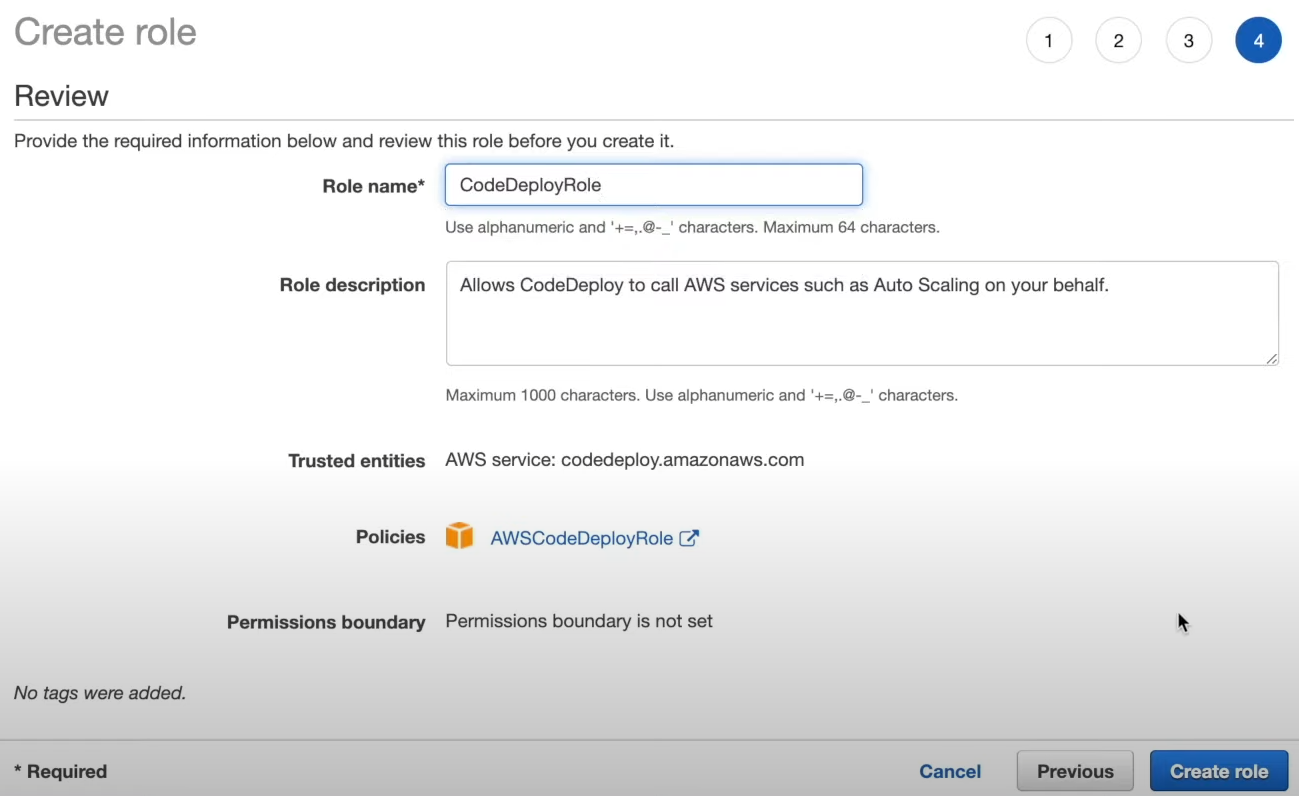 Create role
1 2 3 4
Review
Provide the required information below and review this role before you create it.
Role name* CodeDeployRole
Use alphanumeric and '+=,.@-_' characters. Maximum 64 characters.
Role description Allows CodeDeploy to call AWS services such as Auto Scaling on your behalf.
Maximum 1000 characters. Use alphanumeric and '+=,.@-_' characters.
Trusted entities AWS service: codedeploy.amazonaws.com
Policies AWSCodeDeployRole
Permissions boundary Permissions boundary is not set
No tags were added.
* Required Cancel Previous Create role